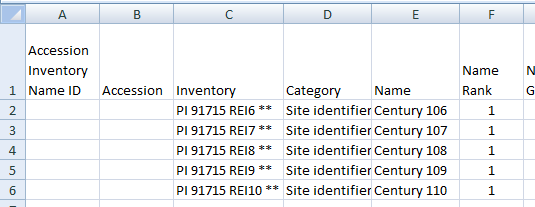 A B C D E F
1 Accession Inventory Name ID Accession Inventory Category Name Name Rank N G
2 PI 91715 REI6 ** Site identifier Century 106 1
3 PI 91715 REI7 ** Site identifier Century 107 1
4 PI 91715 REI8 ** Site identifier Century 108 1
5 PI 91715 REI9 ** Site identifier Century 109 1
6 PI 91715 REI10 ** Site identifier Century 110 1